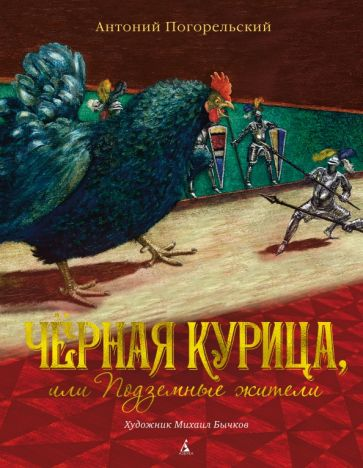 Антоний Погорельский
ЧЁРНАЯ КУРИЦА,
или Подземные жители
Художник Михаил Бычков